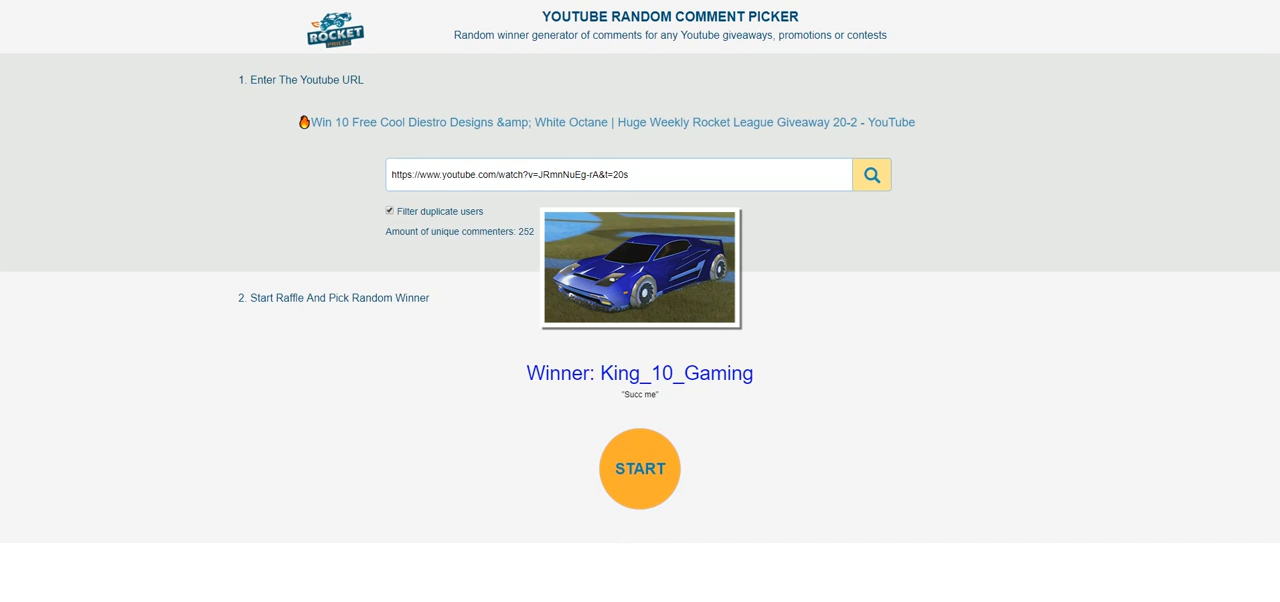 ROCKET
PRICES
YOUTUBE RANDOM COMMENT PICKER
Random winner generator of comments for any Youtube giveaways, promotions or contests
1. Enter The Youtube URL
🔥Win 10 Free Cool Diestro Designs &amp; White Octane | Huge Weekly Rocket League Giveaway 20-2 - YouTube
https://www.youtube.com/watch?v=JRmnNuEg-rA&t=20s
Filter duplicate users
Amount of unique commenters: 252
2. Start Raffle And Pick Random Winner
Winner: King_10_Gaming
"Succ me"
START